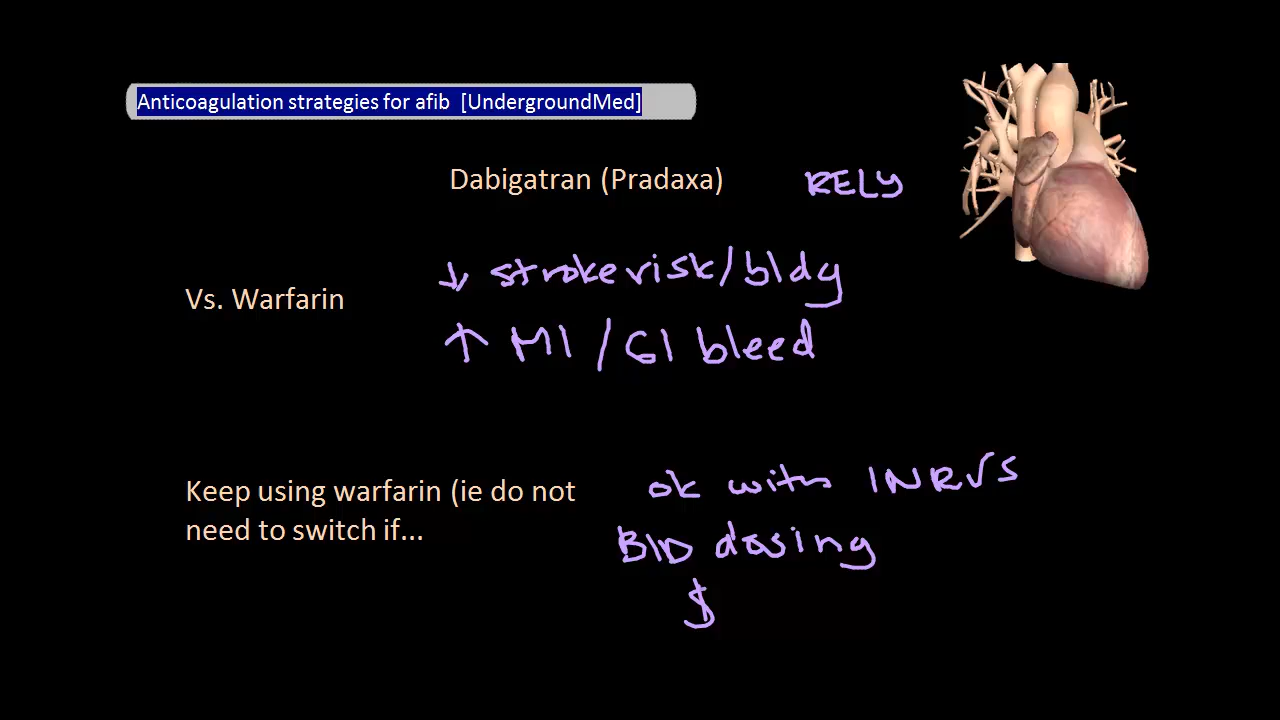 Anticoagulation strategies for afib [UndergroundMed]
Dabigatran (Pradaxa) RELY
↓ stroke risk/bldg
Vs. Warfarin
↑ MI / GI bleed
Keep using warfarin (ie do not
need to switch if...
ok with INR√s
BID dosing
$